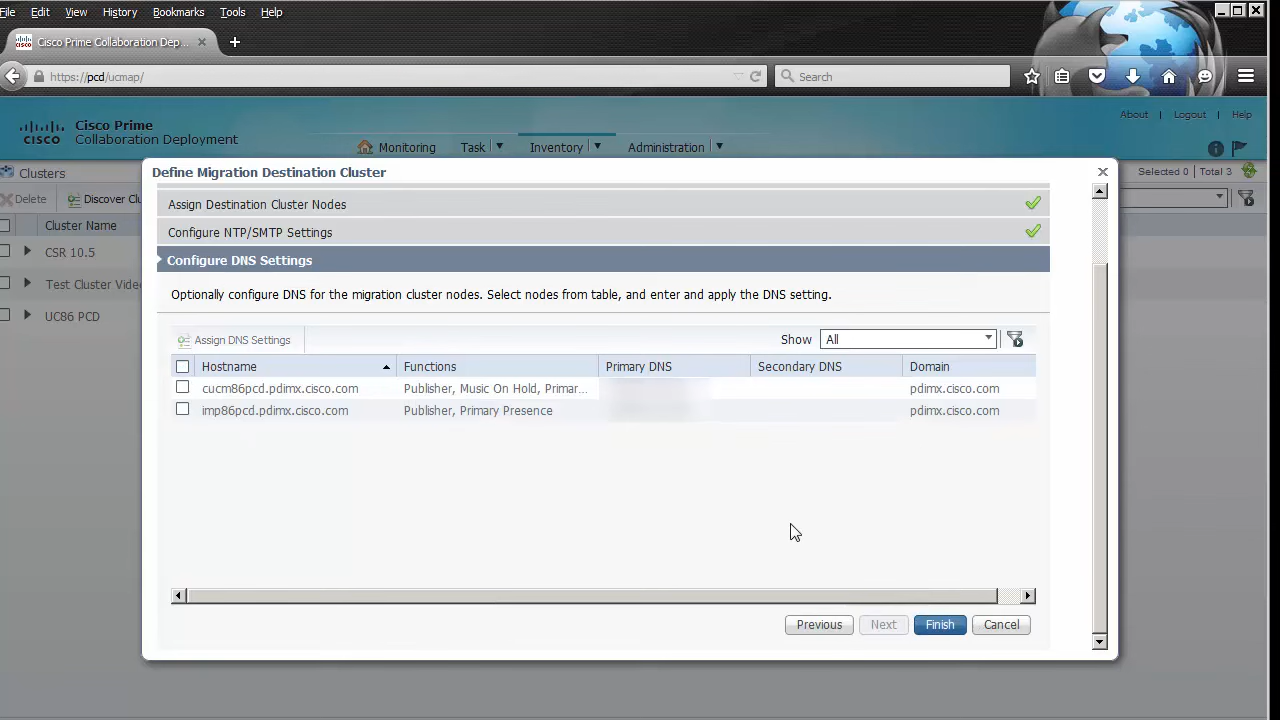 File Edit View History Bookmarks Tools Help
Cisco Prime Collaboration Dep...
https://pcd/ucmap/ Search
About | Logout | Help
cisco Cisco Prime
Collaboration Deployment
Monitoring Task Inventory Administration
Clusters Selected 0 | Total 3
Delete Discover Clu
Cluster Name
CSR 10.5
Test Cluster Vide
UC86 PCD
Define Migration Destination Cluster
Assign Destination Cluster Nodes
Configure NTP/SMTP Settings
Configure DNS Settings
Optionally configure DNS for the migration cluster nodes. Select nodes from table, and enter and apply the DNS setting.
Assign DNS Settings Show All
Hostname Functions Primary DNS Secondary DNS Domain
cucm86pcd.pdimx.cisco.com Publisher, Music On Hold, Primar... pdimx.cisco.com
imp86pcd.pdimx.cisco.com Publisher, Primary Presence pdimx.cisco.com
Previous Next Finish Cancel